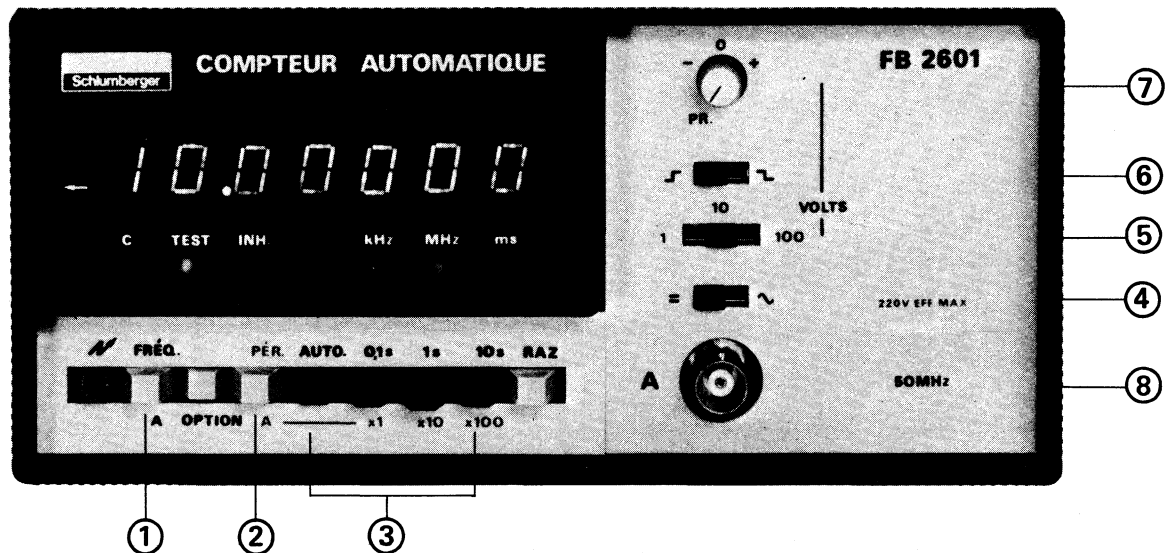 Schlumberger
COMPTEUR AUTOMATIQUE
FB 2601
- 0 +
PR.
10.00000
C TEST INH. kHz MHz ms
10 VOLTS
1 100
= ~
220V EFF MAX
FRÉQ. PÉR. AUTO. 0,1s 1s 10s RAZ
A OPTION A x1 x10 x100
A
50MHz
7
6
5
4
8
1 2 3